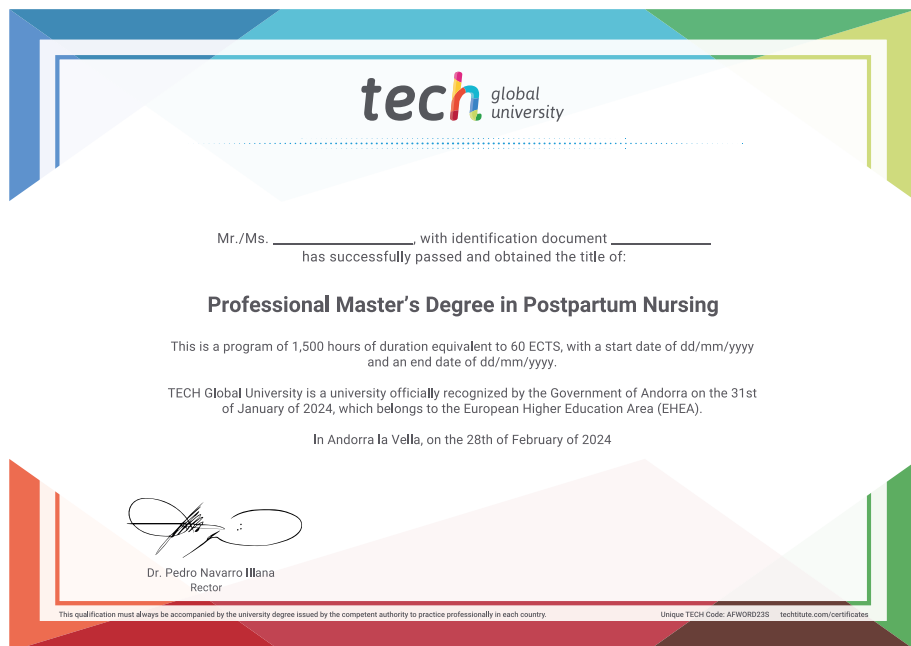 tech global university
Mr./Ms. ____________________, with identification document ______________
has successfully passed and obtained the title of:
Professional Master’s Degree in Postpartum Nursing
This is a program of 1,500 hours of duration equivalent to 60 ECTS, with a start date of dd/mm/yyyy
and an end date of dd/mm/yyyy.
TECH Global University is a university officially recognized by the Government of Andorra on the 31st
of January of 2024, which belongs to the European Higher Education Area (EHEA).
In Andorra la Vella, on the 28th of February of 2024
Dr. Pedro Navarro Illana
Rector
This qualification must always be accompanied by the university degree issued by the competent authority to practice professionally in each country.
Unique TECH Code: AFWORD23S techtitute.com/certificates